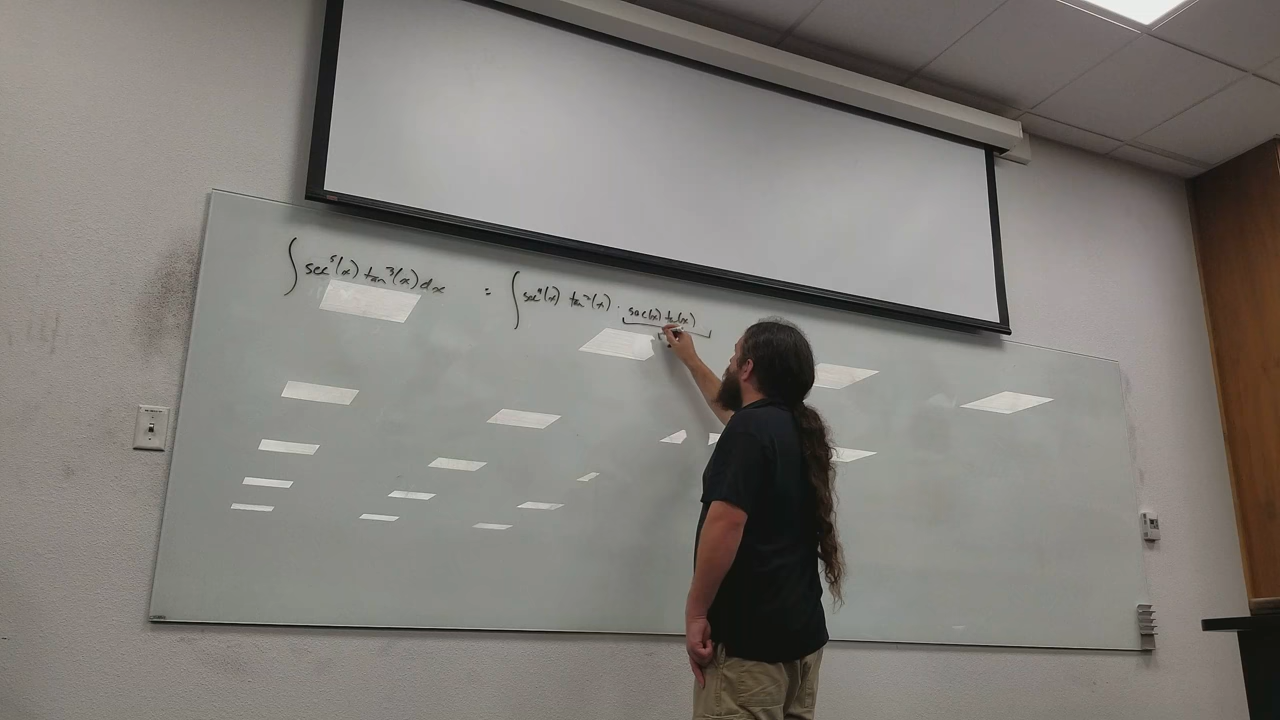 ∫ sec⁵(x) tan³(x) dx = ∫ sec⁴(x) tan²(x) · sec(x) tan(x)